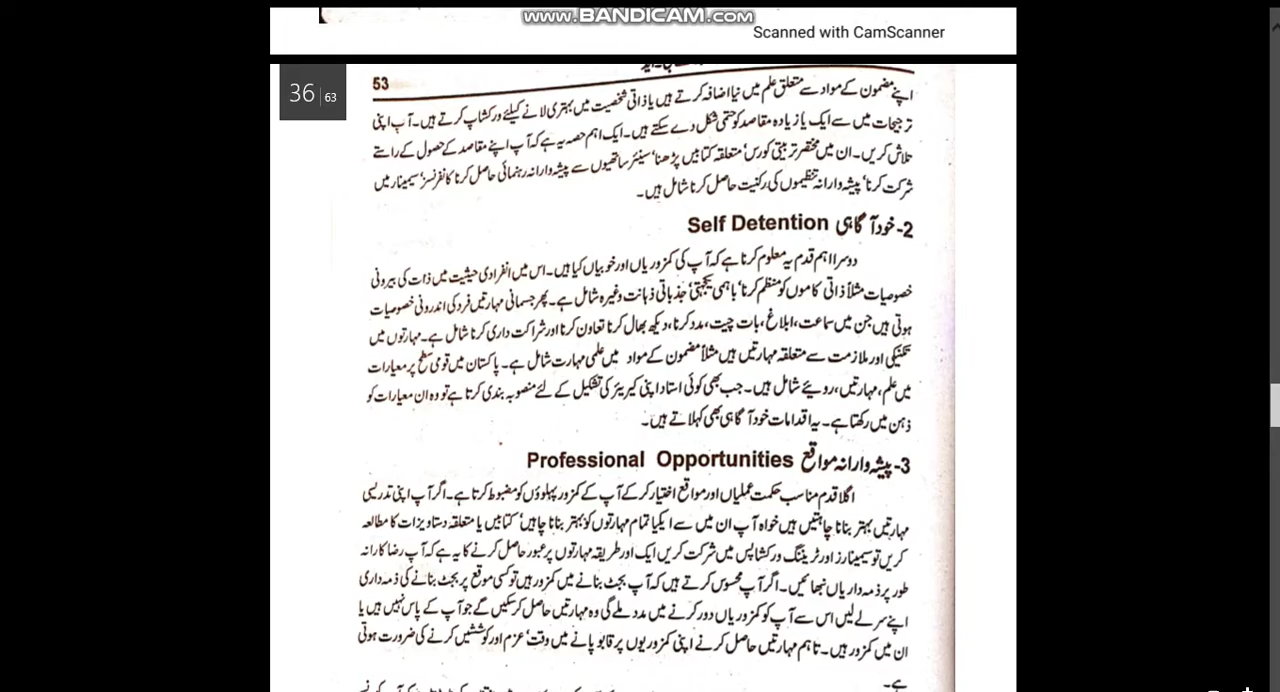 www.BANDICAM.com
Scanned with CamScanner
36 | 63
53
اپنے مضمون کے مواد سے متعلق علم میں نیا اضافہ کرتے ہیں یا ذاتی شخصیت میں بہتری لانے کیلئے ورکشاپ کرتے ہیں۔ آپ اپنی
ترجیحات میں سے ایک یا زیادہ مقاصد کو حتمی شکل دے سکتے ہیں۔ ایک اہم حصہ یہ ہے کہ آپ اپنے مقاصد کے حصول کے راستے
تلاش کریں۔ ان میں مختصر تربیتی کورس، متعلقہ کتابیں پڑھنا، سینئر ساتھیوں سے پیشہ وارانہ رہنمائی حاصل کرنا کانفرنسز، سیمینار میں
شرکت کرنا، پیشہ وارانہ تنظیموں کی رکنیت حاصل کرنا شامل ہیں۔
2- خود آگاہی Self Detention
دوسرا اہم قدم یہ معلوم کرنا ہے کہ آپ کی کمزوریاں اور خوبیاں کیا ہیں۔ اس میں انفرادی حیثیت میں ذات کی بیرونی
خصوصیات مثلاً ذاتی کاموں کو منظم کرنا، باہمی یکجہتی، جذباتی ذہانت وغیرہ شامل ہے۔ پھر جسمانی مہارتیں فرد کی اندرونی خصوصیات
ہوتی ہیں جن میں سماعت، ابلاغ، بات چیت، مدد کرنا، دیکھ بھال کرنا تعاون کرنا اور شراکت داری کرنا شامل ہے۔ مہارتوں میں
تکنیکی اور ملازمت سے متعلقہ مہارتیں ہیں مثلاً مضمون کے مواد میں علمی مہارت شامل ہے۔ پاکستان میں قومی سطح پر معیارات
میں علم، مہارتیں، رویئے شامل ہیں۔ جب بھی کوئی استاد اپنی کیریئر کی تشکیل کے لئے منصوبہ بندی کرتا ہے تو وہ ان معیارات کو
ذہن میں رکھتا ہے۔ یہ اقدامات خود آگاہی بھی کہلاتے ہیں۔
3- پیشہ وارانہ مواقع Professional Opportunities
اگلا قدم مناسب حکمت عملیاں اور مواقع اختیار کر کے آپ کے کمزور پہلوؤں کو مضبوط کرتا ہے۔ اگر آپ اپنی تدریسی
مہارتیں بہتر بنانا چاہتیں ہیں خواہ آپ ان میں سے ایک یا تمام مہارتوں کو بہتر بنانا چاہیں، کتابیں یا متعلقہ دستاویزات کا مطالعہ
کریں تو سیمینارز اور ٹریننگ ورکشاپس میں شرکت کریں ایک اور طریقہ مہارتوں پر عبور حاصل کرنے کا یہ ہے کہ آپ رضا کارانہ
طور پر ذمہ داریاں نبھائیں۔ اگر آپ محسوس کرتے ہیں کہ آپ بجٹ بنانے میں کمزور ہیں تو کسی موقع پر بجٹ بنانے کی ذمہ داری
اپنے سر لے لیں اس سے آپ کو کمزوریاں دور کرنے میں مدد ملے گی وہ مہارتیں حاصل کر سکیں گے جو آپ کے پاس نہیں ہیں یا
ان میں کمزور ہیں۔ تاہم مہارتیں حاصل کرنے اپنی کمزوریوں پر قابو پانے میں وقت، عزم اور کوششیں کرنے کی ضرورت ہوتی
ہے۔